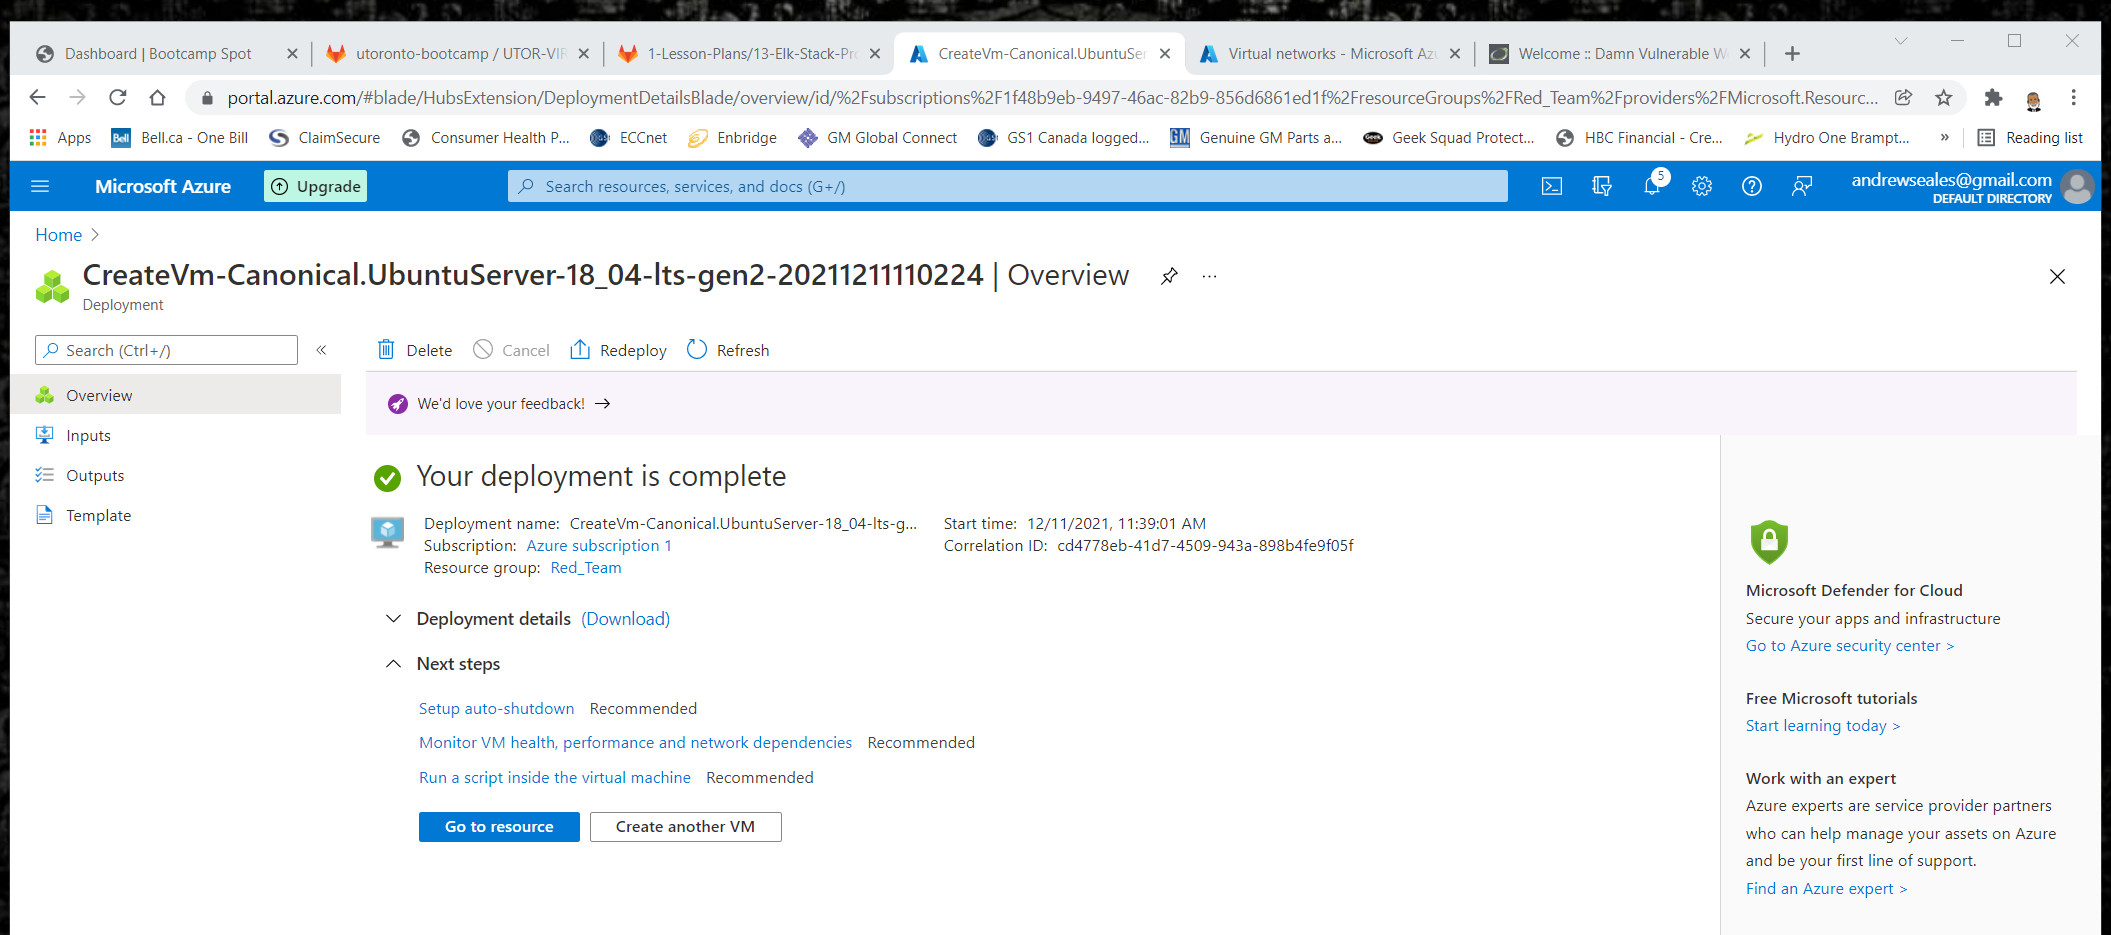 Dashboard | Bootcamp Spot
utoronto-bootcamp / UTOR-VIR
1-Lesson-Plans/13-Elk-Stack-Pro
CreateVm-Canonical.UbuntuSer
Virtual networks - Microsoft Azu
Welcome :: Damn Vulnerable W
portal.azure.com/#blade/HubsExtension/DeploymentDetailsBlade/overview/id/%2Fsubscriptions%2F1f48b9eb-9497-46ac-82b9-856d6861ed1f%2FresourceGroups%2FRed_Team%2Fproviders%2FMicrosoft.Resourc...
Apps
Bell Bell.ca - One Bill
ClaimSecure
Consumer Health P...
ECCnet
Enbridge
GM Global Connect
GS1 Canada logged...
GM Genuine GM Parts a...
Geek Squad Protect...
HBC Financial - Cre...
Hydro One Brampt...
»
Reading list
Microsoft Azure
Upgrade
Search resources, services, and docs (G+/)
5
andrewseales@gmail.com
DEFAULT DIRECTORY
Home >
CreateVm-Canonical.UbuntuServer-18_04-lts-gen2-20211211110224 | Overview
...
Deployment
Search (Ctrl+/)
«
Delete
Cancel
Redeploy
Refresh
Overview
Inputs
Outputs
Template
We'd love your feedback! →
Your deployment is complete
Deployment name: CreateVm-Canonical.UbuntuServer-18_04-lts-g...
Subscription: Azure subscription 1
Resource group: Red_Team
Start time: 12/11/2021, 11:39:01 AM
Correlation ID: cd4778eb-41d7-4509-943a-898b4fe9f05f
Deployment details (Download)
Next steps
Setup auto-shutdown Recommended
Monitor VM health, performance and network dependencies Recommended
Run a script inside the virtual machine Recommended
Go to resource
Create another VM
Microsoft Defender for Cloud
Secure your apps and infrastructure
Go to Azure security center >
Free Microsoft tutorials
Start learning today >
Work with an expert
Azure experts are service provider partners
who can help manage your assets on Azure
and be your first line of support.
Find an Azure expert >